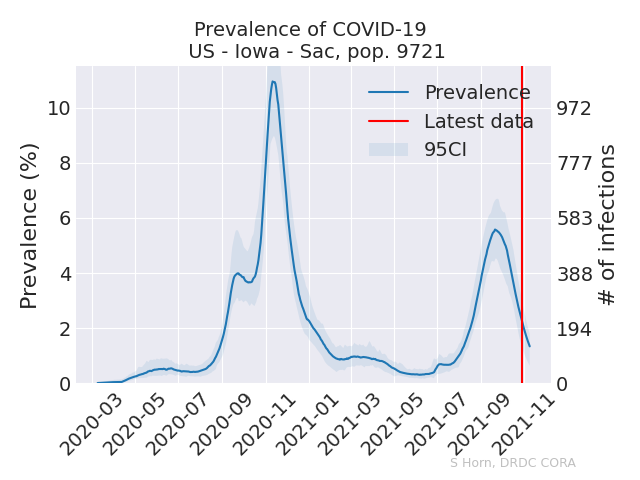 Prevalence of COVID-19
US - Iowa - Sac, pop. 9721
Prevalence
Latest data
95CI
10
8
6
4
2
0
972
777
583
388
194
0
Prevalence (%)
# of infections
2020-03
2020-05
2020-07
2020-09
2020-11
2021-01
2021-03
2021-05
2021-07
2021-09
2021-11
S Horn, DRDC CORA